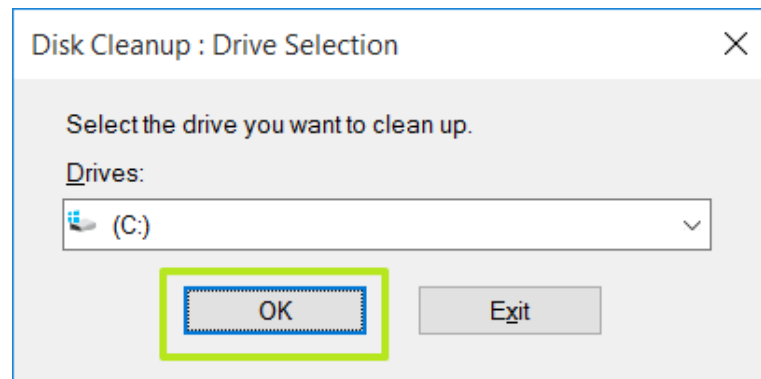 Disk Cleanup : Drive Selection
Select the drive you want to clean up.
Drives:
(C:)
OK
Exit